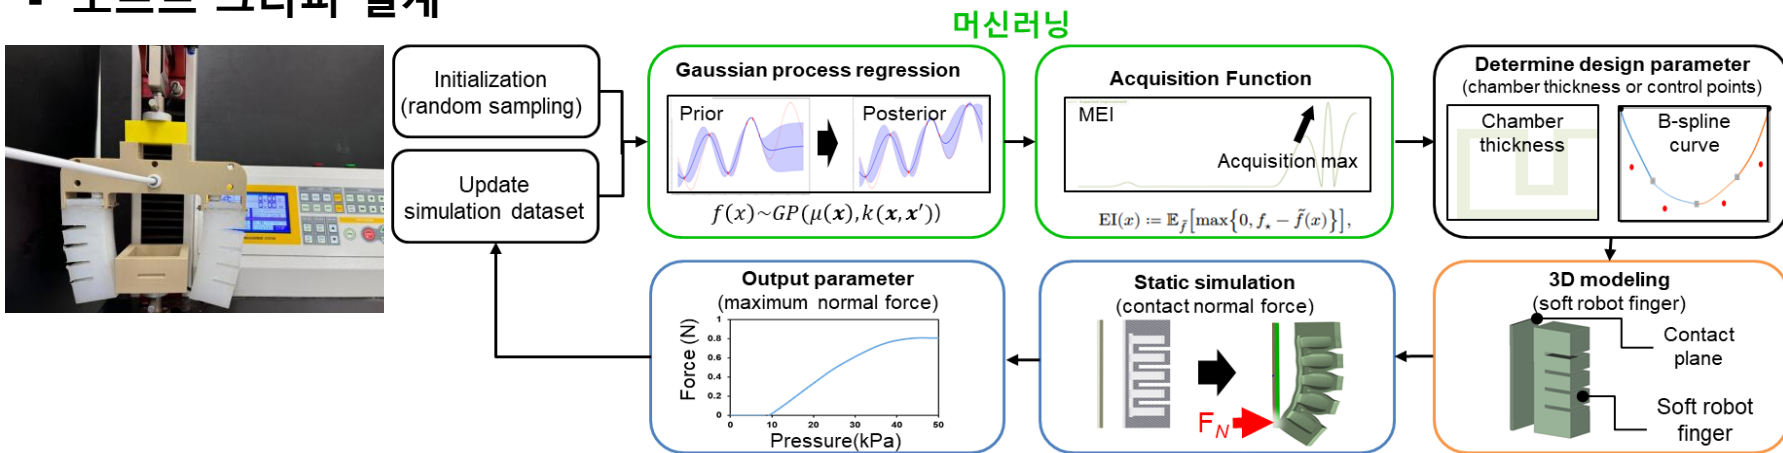 머신러닝
Initialization
(random sampling)
Update
simulation dataset
Gaussian process regression
Prior
Posterior
f(x)~GP(μ(x),k(x,x′))
Acquisition Function
MEI
Acquisition max
EI(x) := 𝔼_f̃[max{0, f⋆ − f̃(x)}],
Determine design parameter
(chamber thickness or control points)
Chamber
thickness
B-spline
curve
3D modeling
(soft robot finger)
Contact
plane
Soft robot
finger
Static simulation
(contact normal force)
F_N
Output parameter
(maximum normal force)
Force (N)
1
0.8
0.6
0.4
0.2
0
0
10
20
30
40
50
Pressure(kPa)